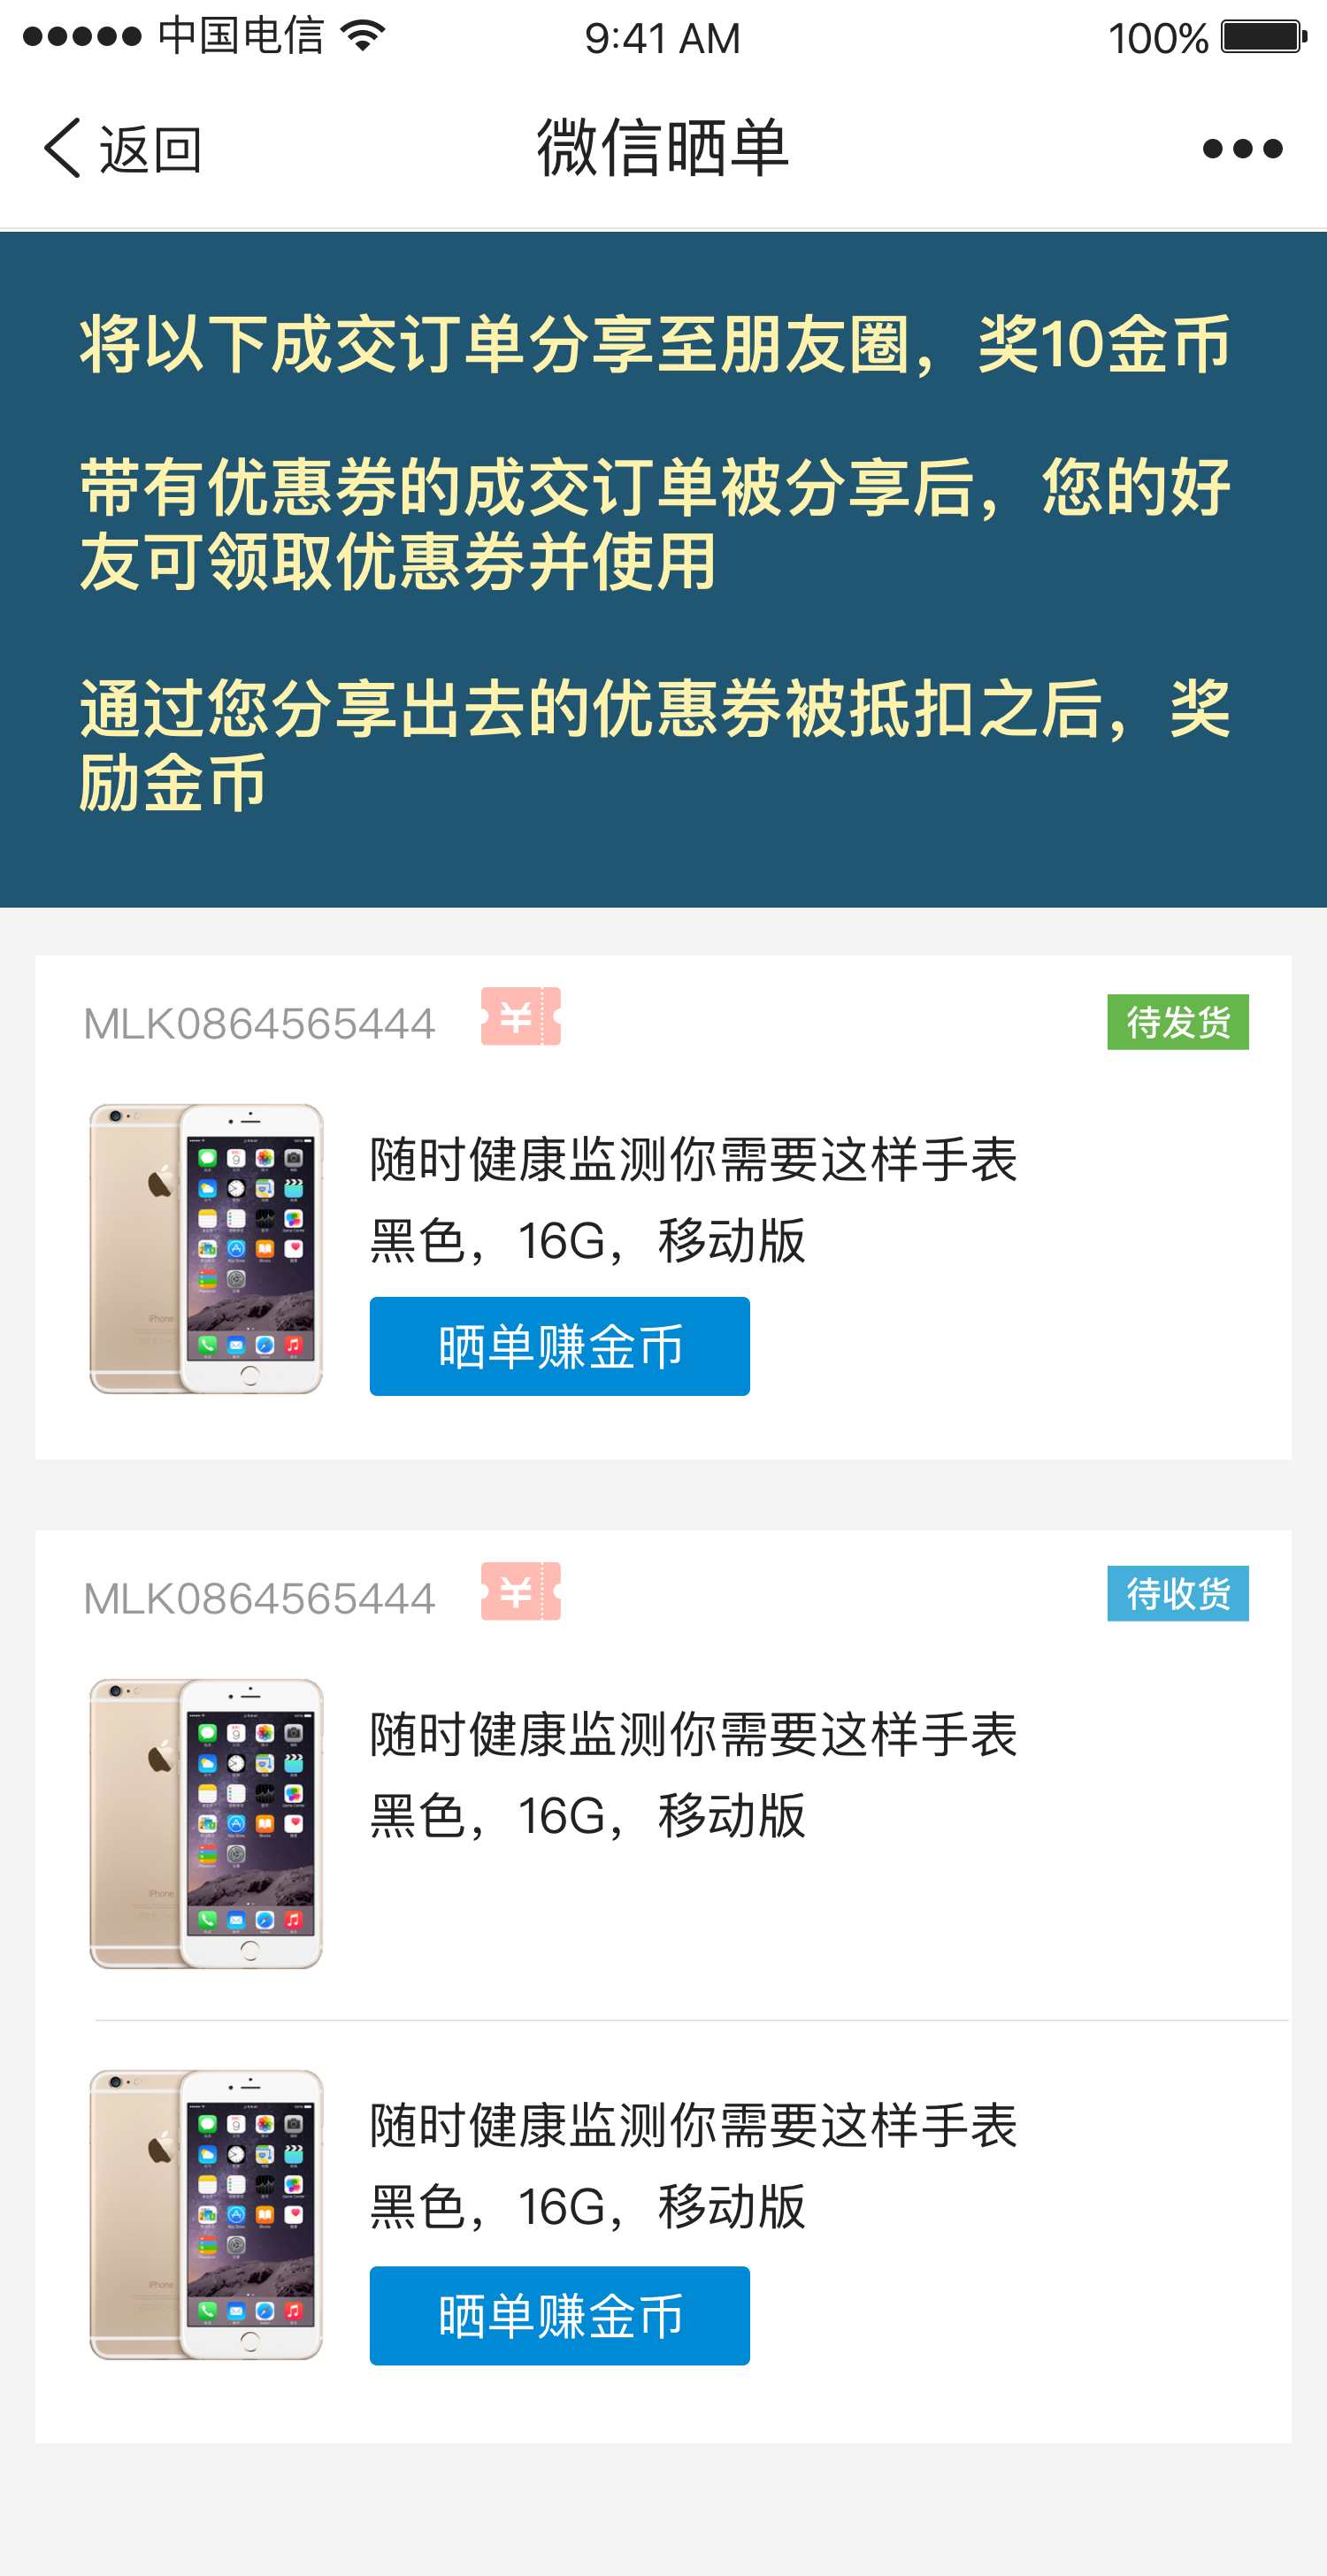 中国电信
9:41 AM
100%
返回
微信晒单
将以下成交订单分享至朋友圈，奖10金币
带有优惠券的成交订单被分享后，您的好
友可领取优惠券并使用
通过您分享出去的优惠券被抵扣之后，奖
励金币
MLK0864565444
¥
待发货
iPhone
随时健康监测你需要这样手表
黑色，16G，移动版
晒单赚金币
MLK0864565444
¥
待收货
iPhone
随时健康监测你需要这样手表
黑色，16G，移动版
iPhone
随时健康监测你需要这样手表
黑色，16G，移动版
晒单赚金币